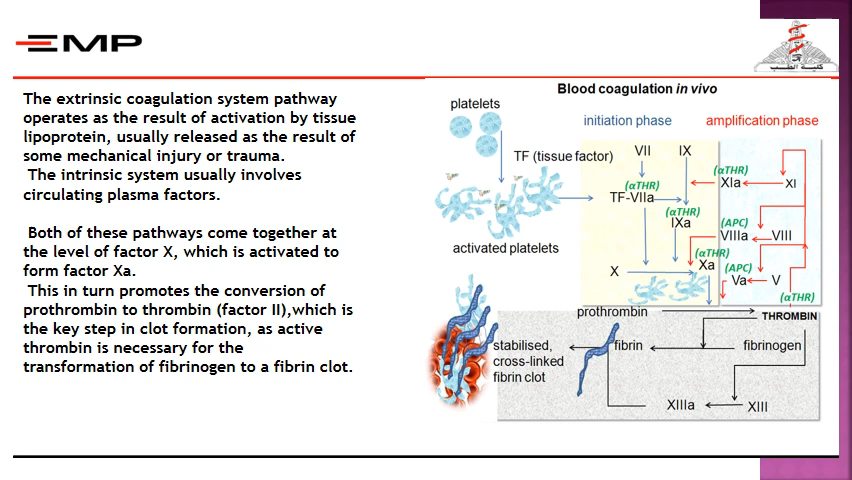 EMP
كلية الطب
The extrinsic coagulation system pathway
operates as the result of activation by tissue
lipoprotein, usually released as the result of
some mechanical injury or trauma.
The intrinsic system usually involves
circulating plasma factors.
Both of these pathways come together at
the level of factor X, which is activated to
form factor Xa.
This in turn promotes the conversion of
prothrombin to thrombin (factor II),which is
the key step in clot formation, as active
thrombin is necessary for the
transformation of fibrinogen to a fibrin clot.
Blood coagulation in vivo
platelets
initiation phase
amplification phase
TF (tissue factor)
VII
IX
(αTHR)
XIa
XI
(αTHR)
TF-VIIa
(αTHR)
IXa
(APC)
VIIIa
VIII
activated platelets
(αTHR)
X
Xa
(APC)
Va
V
(αTHR)
prothrombin
THROMBIN
stabilised,
cross-linked
fibrin clot
fibrin
fibrinogen
XIIIa
XIII